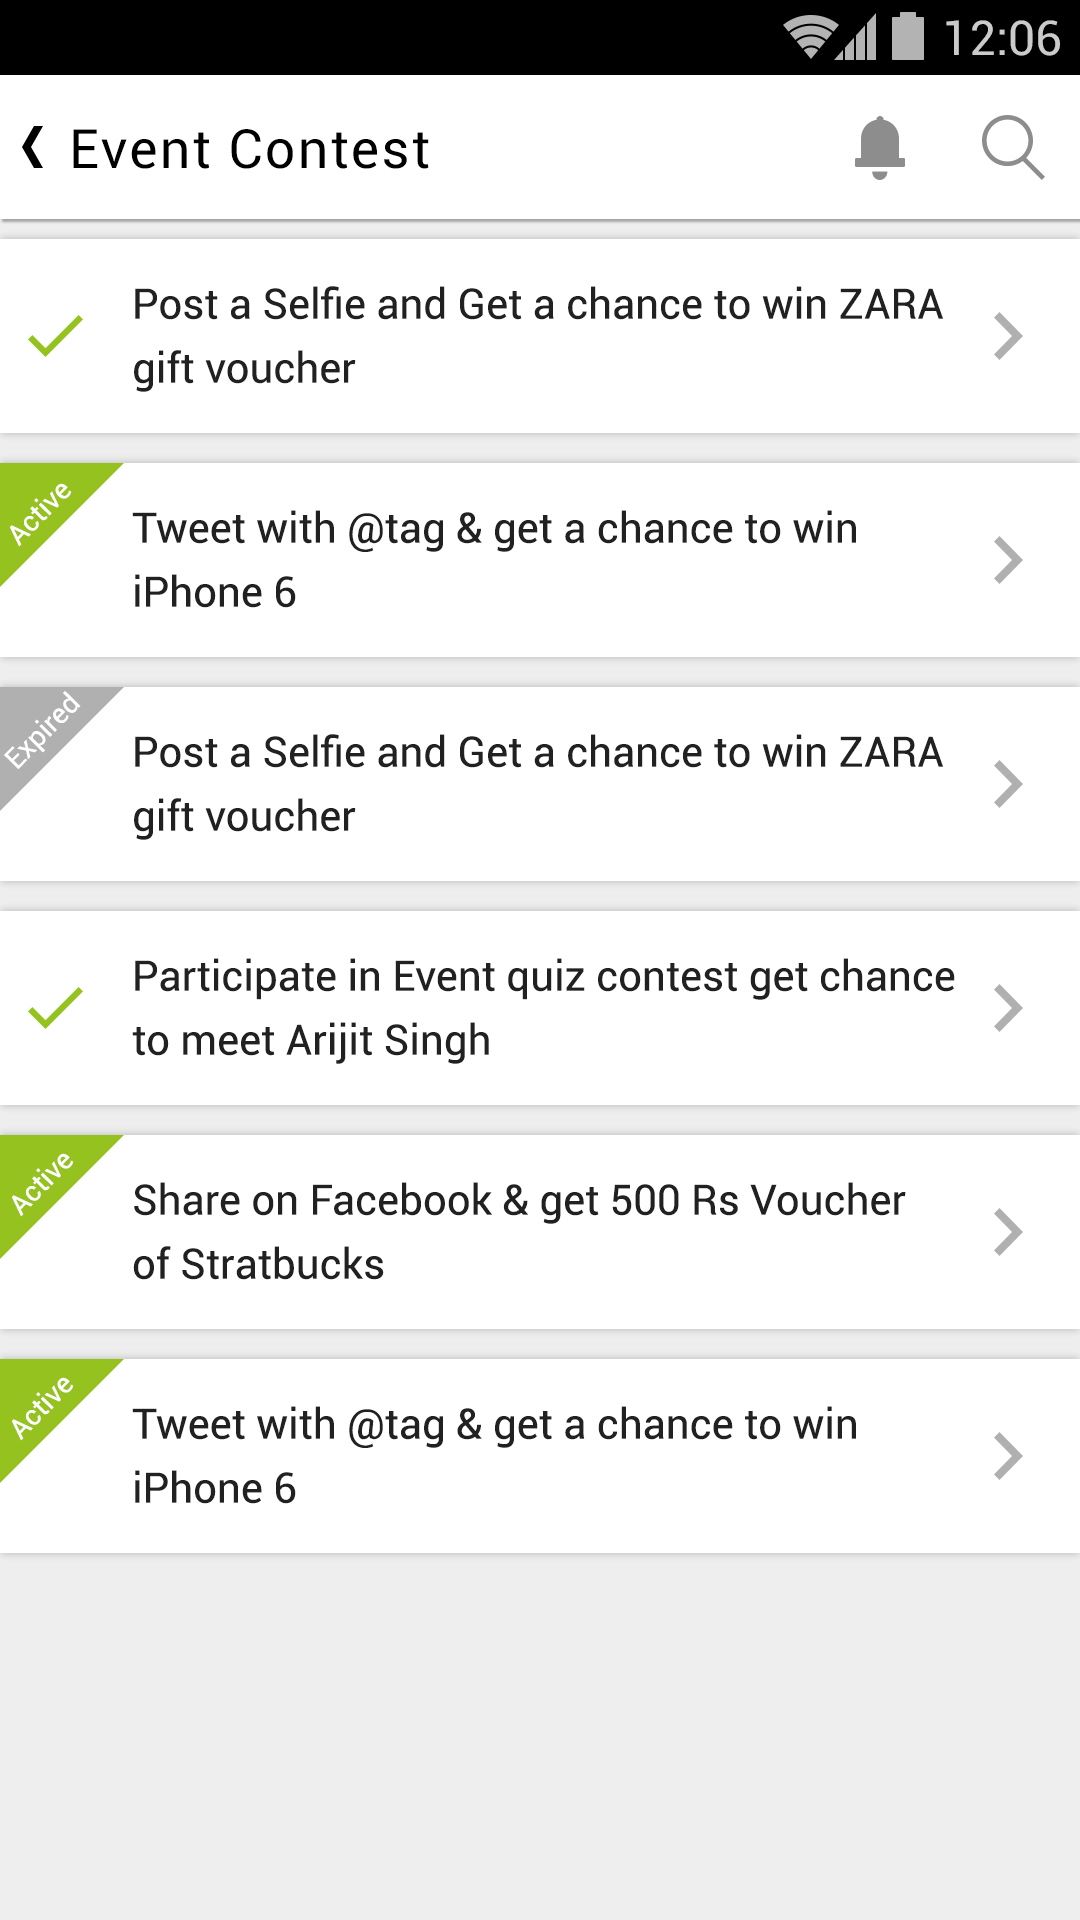 12:06
Event Contest
Post a Selfie and Get a chance to win ZARA
gift voucher
Active
Tweet with @tag & get a chance to win
iPhone 6
Expired
Post a Selfie and Get a chance to win ZARA
gift voucher
Participate in Event quiz contest get chance
to meet Arijit Singh
Active
Share on Facebook & get 500 Rs Voucher
of Stratbucks
Active
Tweet with @tag & get a chance to win
iPhone 6